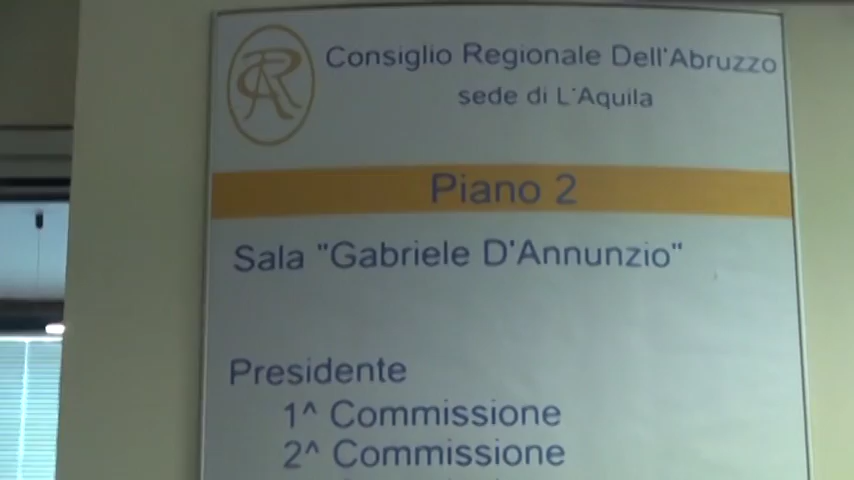 Consiglio Regionale Dell'Abruzzo
sede di L'Aquila
Piano 2
Sala "Gabriele D'Annunzio"
Presidente
1^ Commissione
2^ Commissione